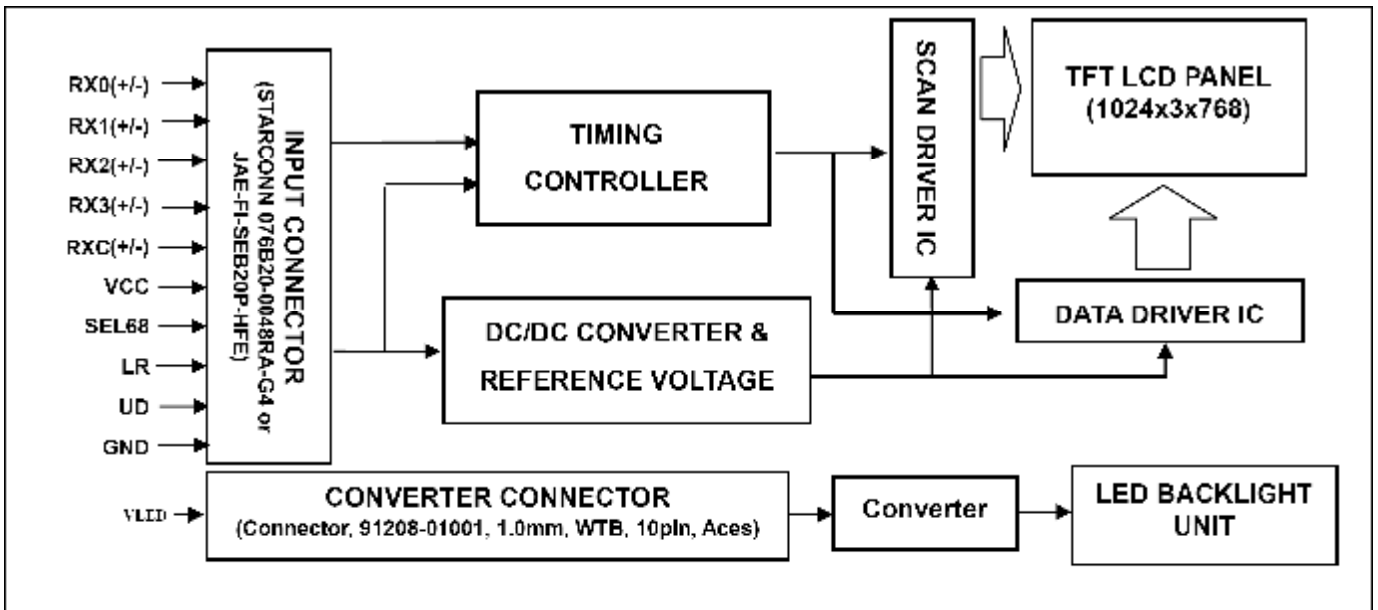 RX0(+/-)
RX1(+/-)
RX2(+/-)
RX3(+/-)
RXC(+/-)
VCC
SEL68
LR
UD
GND
INPUT CONNECTOR
(STARCONN 076B20-0048RA-G4 or
JAE-FI-SEB20P-HFE)
TIMING
CONTROLLER
DC/DC CONVERTER &
REFERENCE VOLTAGE
SCAN DRIVER IC
TFT LCD PANEL
(1024x3x768)
DATA DRIVER IC
VLED
CONVERTER CONNECTOR
(Connector, 91208-01001, 1.0mm, WTB, 10pin, Aces)
Converter
LED BACKLIGHT
UNIT